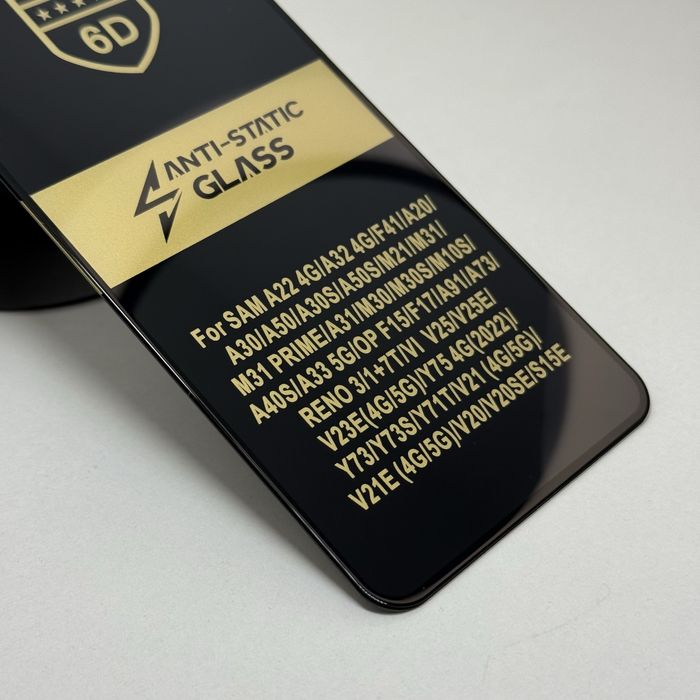 6D
ANTI-STATIC
GLASS
For SAM A22 4G/A32 4G/F41/A20/
A30/A50/A30S/A50S/M21/M31/
M31 PRIME/A31/M30/M30S/M10S/
A40S/A33 5G/OP F15/F17/A91/A73/
RENO 3/1+7T/VI V25/V25E/
V23E(4G/5G)/Y75 4G(2022)/
Y73/Y73S/Y71T/V21 (4G/5G)/
V21E (4G/5G)/V20/V20SE/S15E